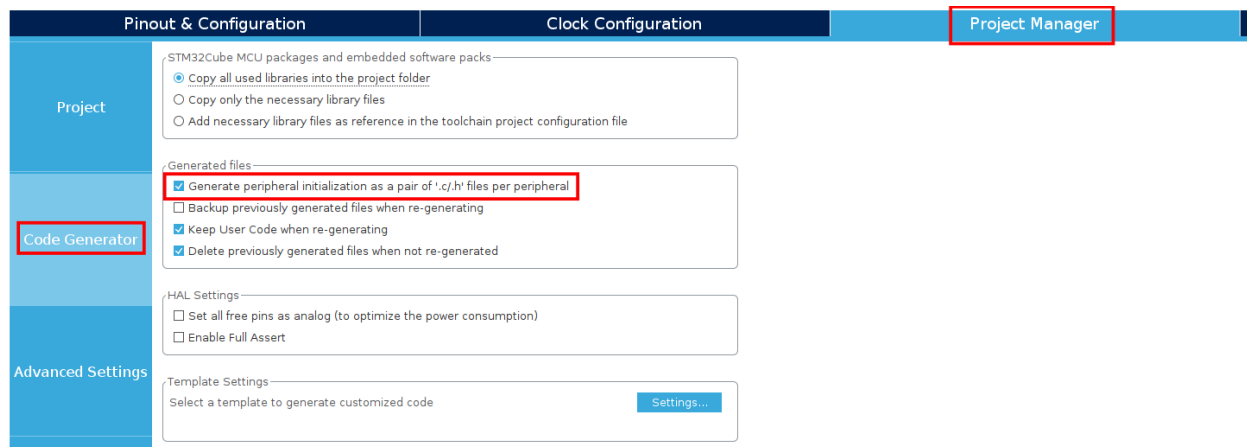 Pinout & Configuration
Clock Configuration
Project Manager
Project
Code Generator
Advanced Settings
STM32Cube MCU packages and embedded software packs
Copy all used libraries into the project folder
Copy only the necessary library files
Add necessary library files as reference in the toolchain project configuration file
Generated files
Generate peripheral initialization as a pair of '.c/.h' files per peripheral
Backup previously generated files when re-generating
Keep User Code when re-generating
Delete previously generated files when not re-generated
HAL Settings
Set all free pins as analog (to optimize the power consumption)
Enable Full Assert
Template Settings
Select a template to generate customized code
Settings...